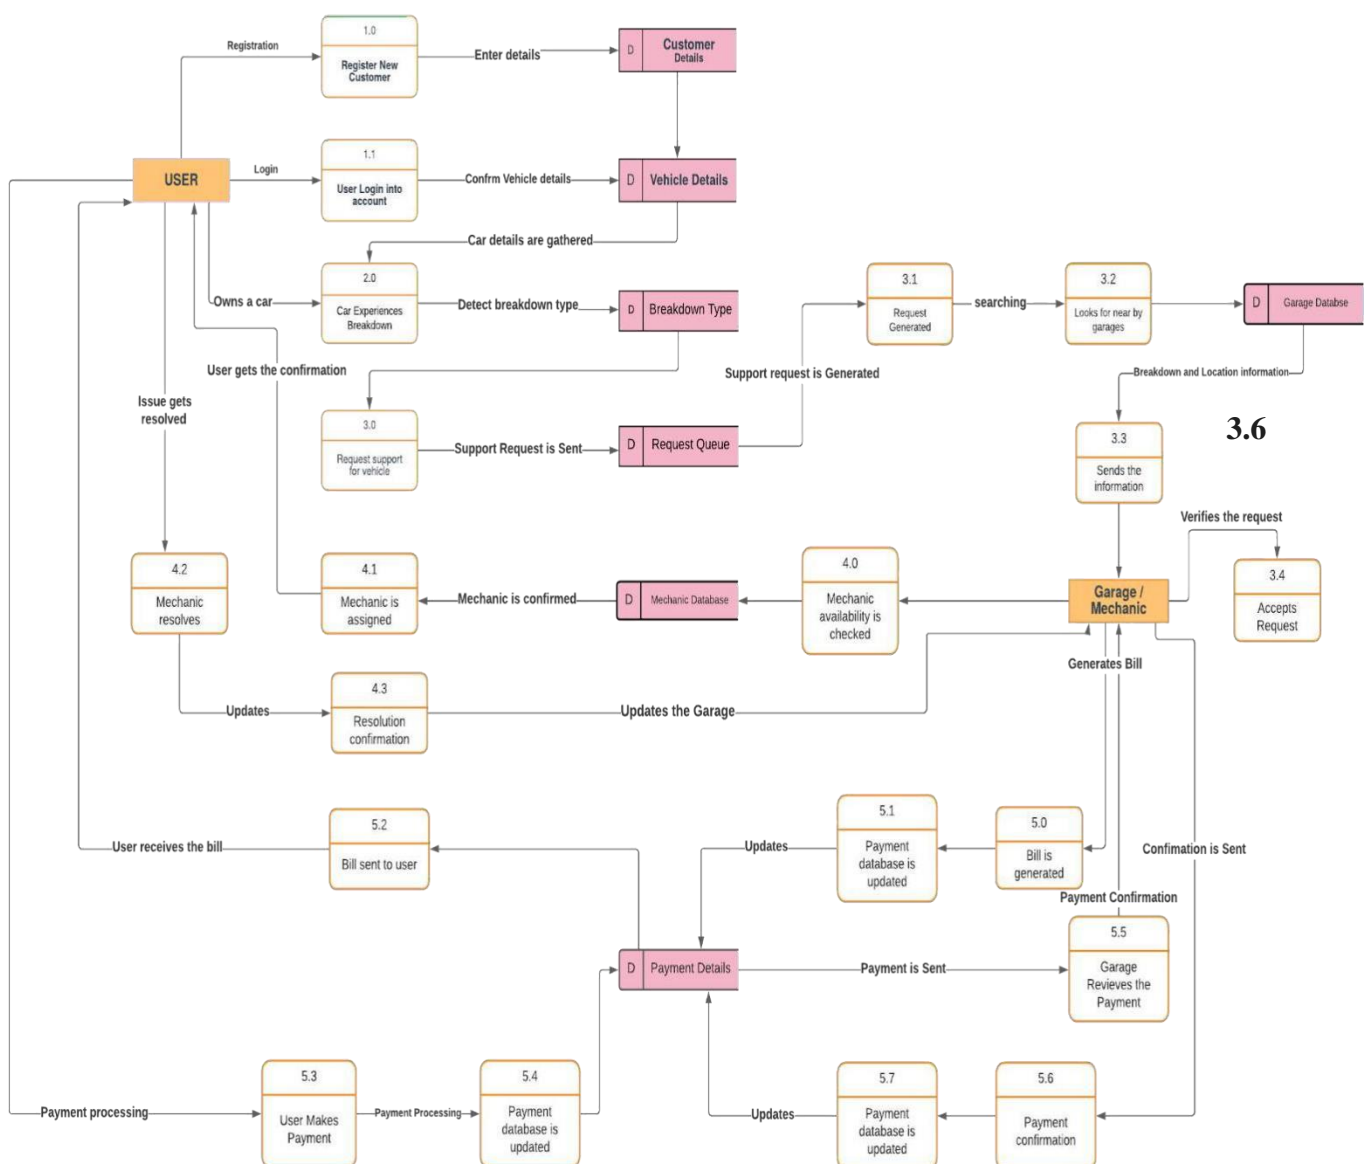 1.0
Register New
Customer
Registration
Enter details
D
Customer
Details
1.1
User Login into
account
USER
Login
Confrm Vehicle details
D
Vehicle Details
Car details are gathered
2.0
Car Experiences
Breakdown
Owns a car
Detect breakdown type
D
Breakdown Type
3.1
Request
Generated
searching
3.2
Looks for near by
garages
D
Garage Databse
User gets the confirmation
Support request is Generated
Breakdown and Location information
Issue gets
resolved
3.0
Request support
for vehicle
Support Request is Sent
D
Request Queue
3.3
Sends the
information
3.6
Verifies the request
4.2
Mechanic
resolves
4.1
Mechanic is
assigned
Mechanic is confirmed
D
Mechanic Database
4.0
Mechanic
availability is
checked
Garage /
Mechanic
3.4
Accepts
Request
Generates Bill
Updates
4.3
Resolution
confirmation
Updates the Garage
5.2
Bill sent to user
User receives the bill
Updates
5.1
Payment
database is
updated
5.0
Bill is
generated
Confimation is Sent
Payment Confirmation
D
Payment Details
Payment is Sent
5.5
Garage
Revieves the
Payment
Payment processing
5.3
User Makes
Payment
Payment Processing
5.4
Payment
database is
updated
Updates
5.7
Payment
database is
updated
5.6
Payment
confirmation